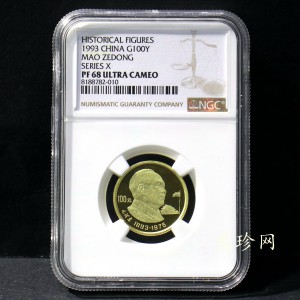 HISTORICAL FIGURES
1993 CHINA G100Y
MAO ZEDONG
SERIES X
PF 68 ULTRA CAMEO
8188782-010
NUMISMATIC GUARANTY COMPANY
NGC
100元
1893-1976
珍网